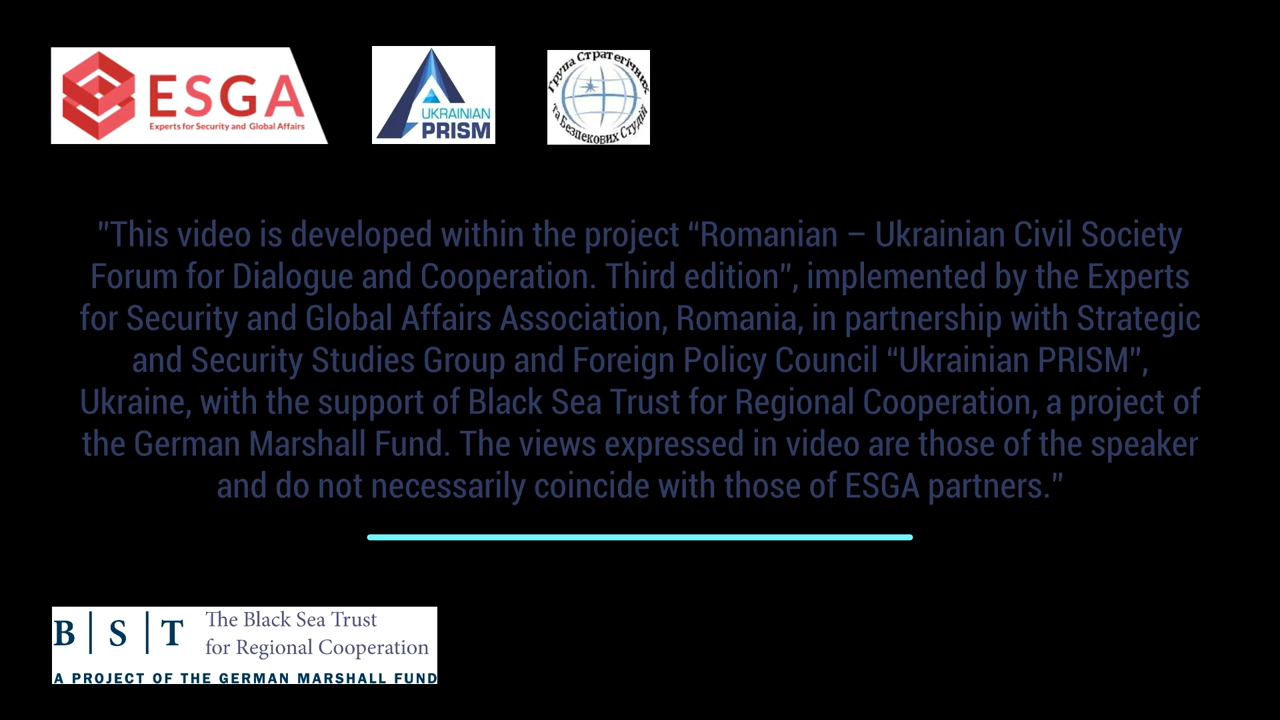 ESGA
Experts for Security and Global Affairs
UKRAINIAN
PRISM
Група Стратегічних
та Безпекових Студій
"This video is developed within the project “Romanian – Ukrainian Civil Society
Forum for Dialogue and Cooperation. Third edition”, implemented by the Experts
for Security and Global Affairs Association, Romania, in partnership with Strategic
and Security Studies Group and Foreign Policy Council “Ukrainian PRISM”,
Ukraine, with the support of Black Sea Trust for Regional Cooperation, a project of
the German Marshall Fund. The views expressed in video are those of the speaker
and do not necessarily coincide with those of ESGA partners.”
B | S | T
The Black Sea Trust
for Regional Cooperation
A PROJECT OF THE GERMAN MARSHALL FUND